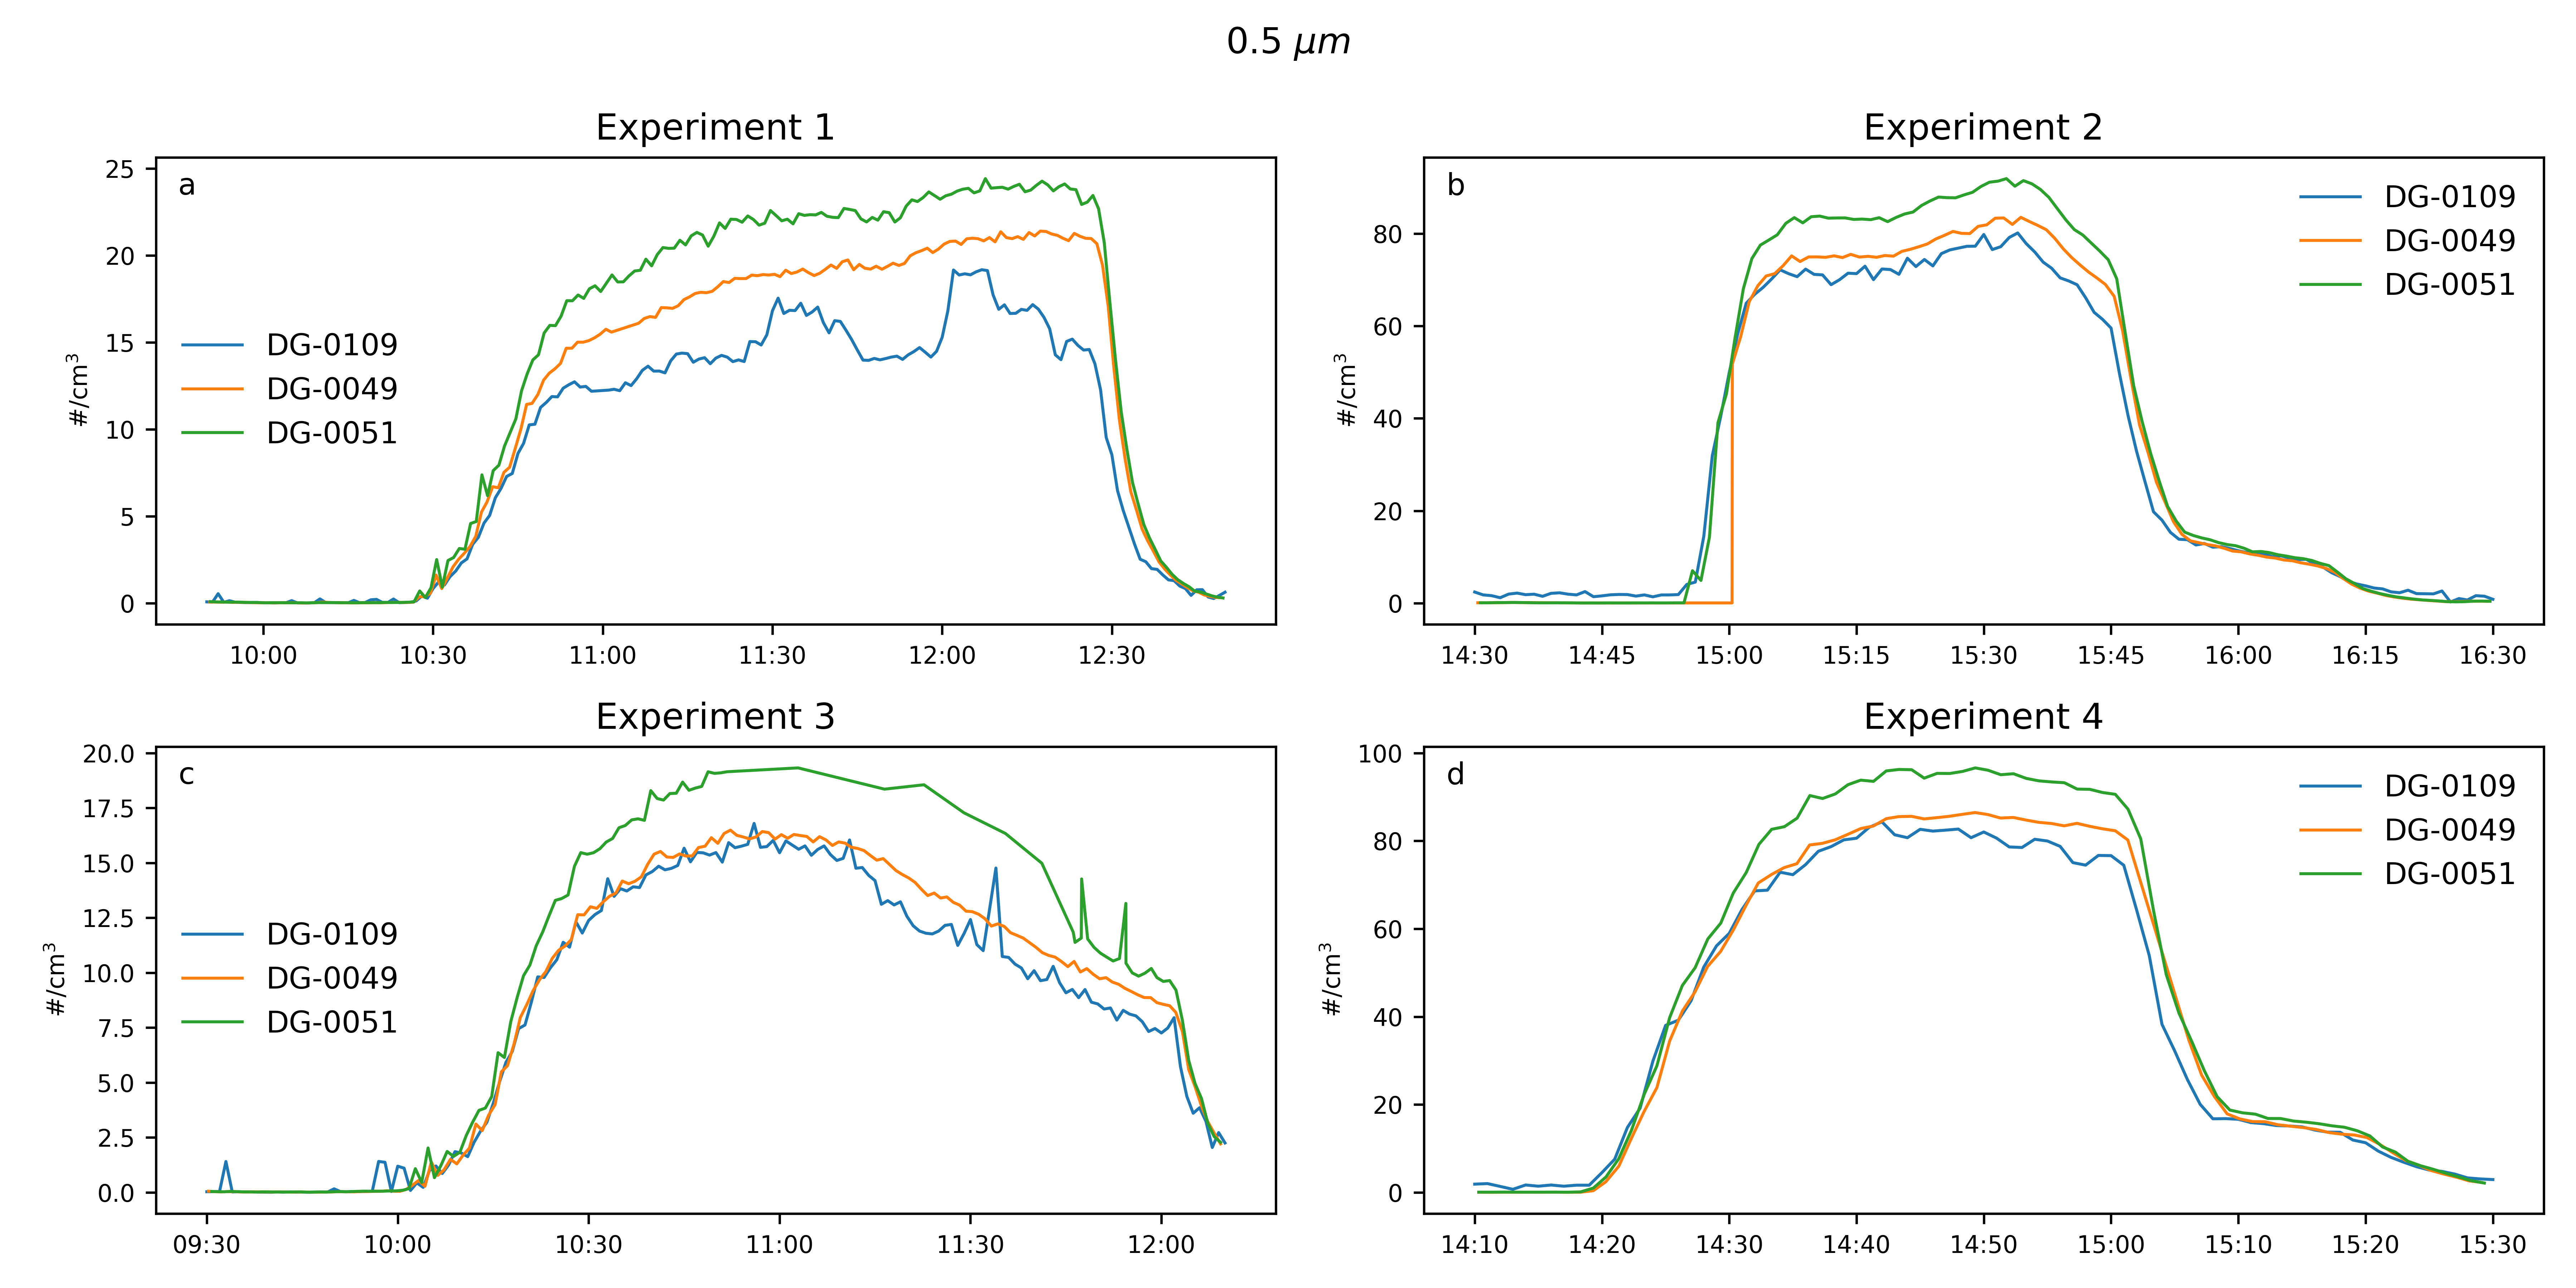 0.5 μm
Experiment 1
a
DG-0109
DG-0049
DG-0051
#/cm³
25
20
15
10
5
0
10:00 10:30 11:00 11:30 12:00 12:30
Experiment 2
b
DG-0109
DG-0049
DG-0051
#/cm³
80
60
40
20
0
14:30 14:45 15:00 15:15 15:30 15:45 16:00 16:15 16:30
Experiment 3
c
DG-0109
DG-0049
DG-0051
#/cm³
20.0
17.5
15.0
12.5
10.0
7.5
5.0
2.5
0.0
09:30 10:00 10:30 11:00 11:30 12:00
Experiment 4
d
DG-0109
DG-0049
DG-0051
#/cm³
100
80
60
40
20
0
14:10 14:20 14:30 14:40 14:50 15:00 15:10 15:20 15:30